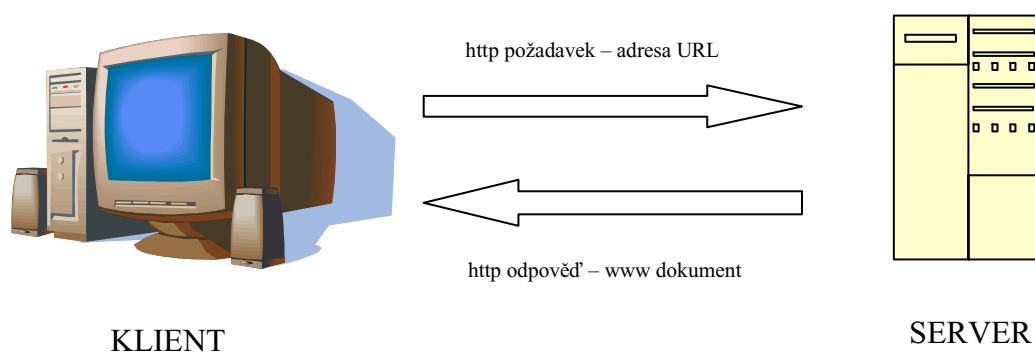 http požadavek – adresa URL
http odpověď – www dokument
KLIENT
SERVER